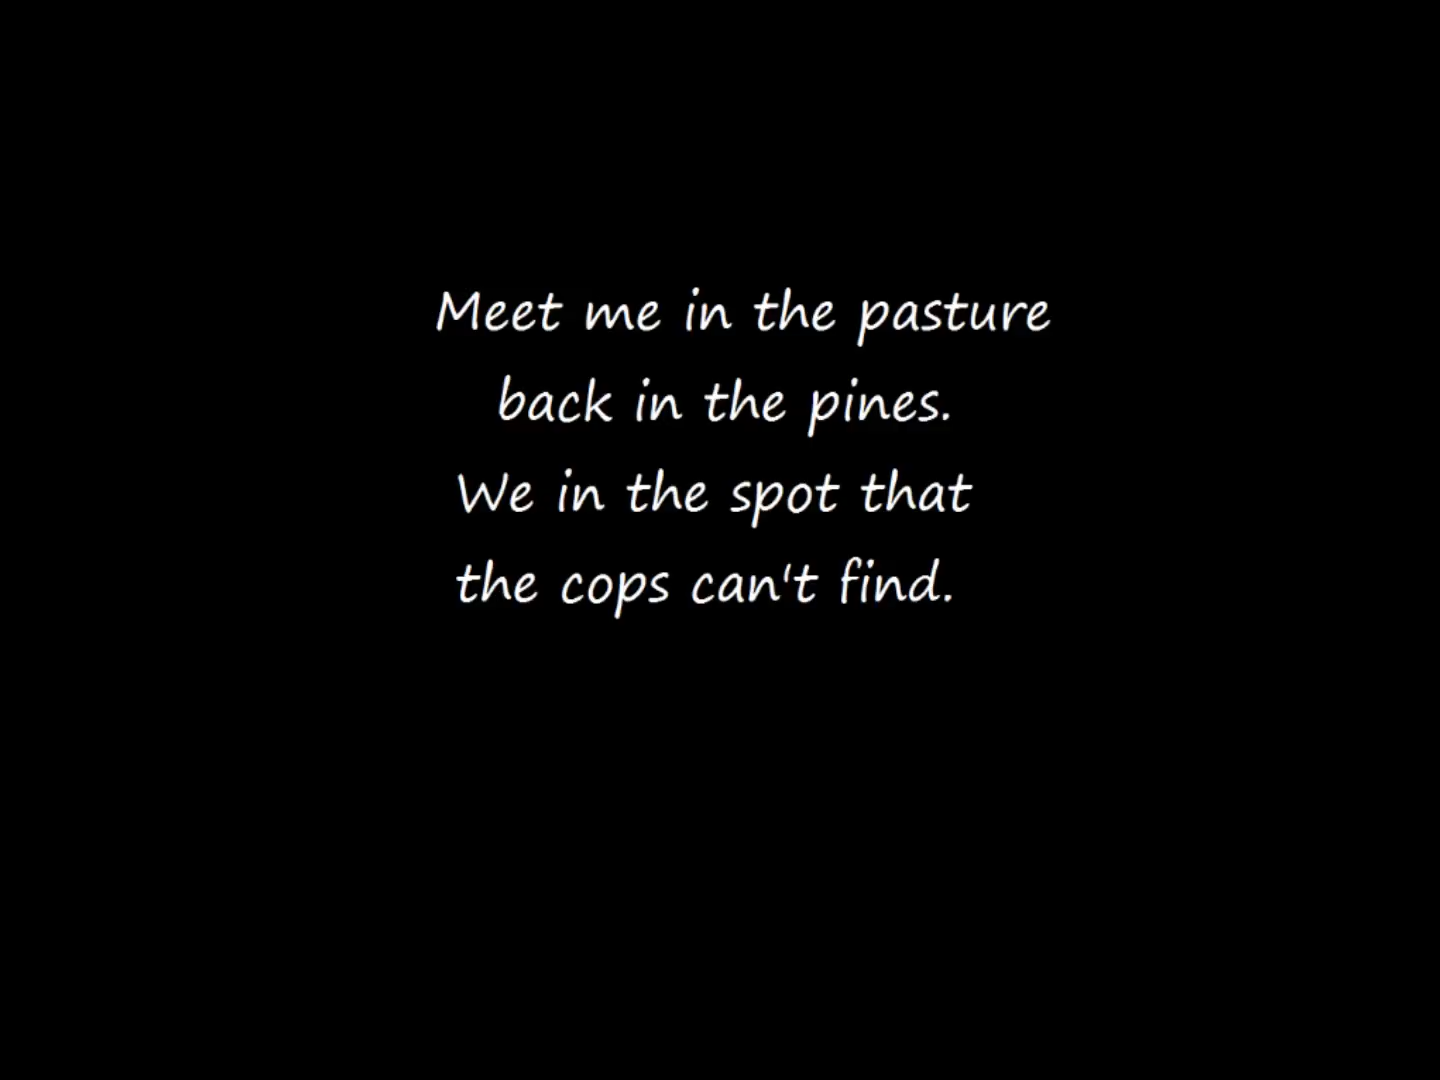 Meet me in the pasture
back in the pines.
We in the spot that
the cops can't find.